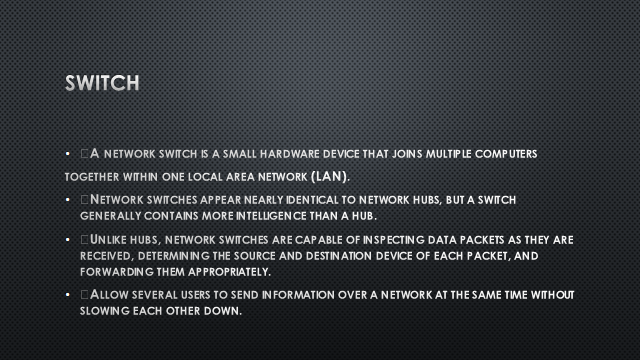 SWITCH
• □A NETWORK SWITCH IS A SMALL HARDWARE DEVICE THAT JOINS MULTIPLE COMPUTERS
TOGETHER WITHIN ONE LOCAL AREA NETWORK (LAN).
• □NETWORK SWITCHES APPEAR NEARLY IDENTICAL TO NETWORK HUBS, BUT A SWITCH
GENERALLY CONTAINS MORE INTELLIGENCE THAN A HUB.
• □UNLIKE HUBS, NETWORK SWITCHES ARE CAPABLE OF INSPECTING DATA PACKETS AS THEY ARE
RECEIVED, DETERMINING THE SOURCE AND DESTINATION DEVICE OF EACH PACKET, AND
FORWARDING THEM APPROPRIATELY.
• □ALLOW SEVERAL USERS TO SEND INFORMATION OVER A NETWORK AT THE SAME TIME WITHOUT
SLOWING EACH OTHER DOWN.